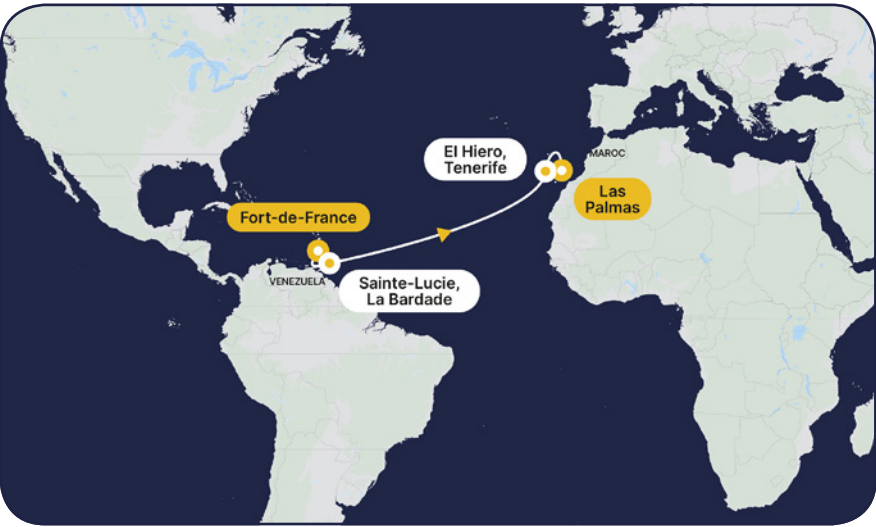 El Hiero,
Tenerife
MAROC
Las
Palmas
Fort-de-France
VENEZUELA
Sainte-Lucie,
La Bardade